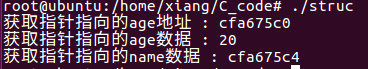 root@ubuntu:/home/xiang/C_code# ./struc
获取指针指向的age地址 : cfa675c0
获取指针指向的age数据 : 20
获取指针指向的name数据 : cfa675c4